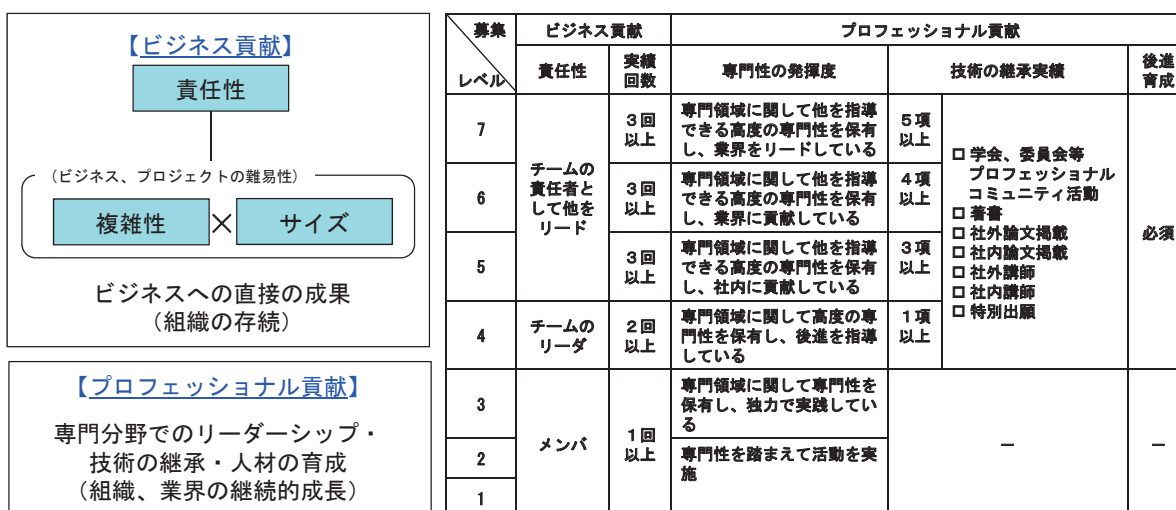 【ビジネス貢献】
責任性
（ビジネス、プロジェクトの難易性）
複雑性
×
サイズ
ビジネスへの直接の成果
（組織の存続）
【プロフェッショナル貢献】
専門分野でのリーダーシップ・
技術の継承・人材の育成
（組織、業界の継続的成長）
募集
レベル
ビジネス貢献
プロフェッショナル貢献
責任性
実績
回数
専門性の発揮度
技術の継承実績
後進
育成
7
チームの
責任者と
して他を
リード
3回
以上
専門領域に関して他を指導
できる高度の専門性を保有
し、業界をリードしている
5項
以上
□ 学会、委員会等
プロフェッショナル
コミュニティ活動
□ 著書
□ 社外論文掲載
□ 社内論文掲載
□ 社外講師
□ 社内講師
□ 特別出願
必須
6
3回
以上
専門領域に関して他を指導
できる高度の専門性を保有
し、業界に貢献している
4項
以上
5
3回
以上
専門領域に関して他を指導
できる高度の専門性を保有
し、社内に貢献している
3項
以上
4
チームの
リーダ
2回
以上
専門領域に関して高度の専
門性を保有し、後進を指導
している
1項
以上
3
メンバ
1回
以上
専門領域に関して専門性を
保有し、独力で実践してい
る
－
－
2
専門性を踏まえて活動を実
施
1